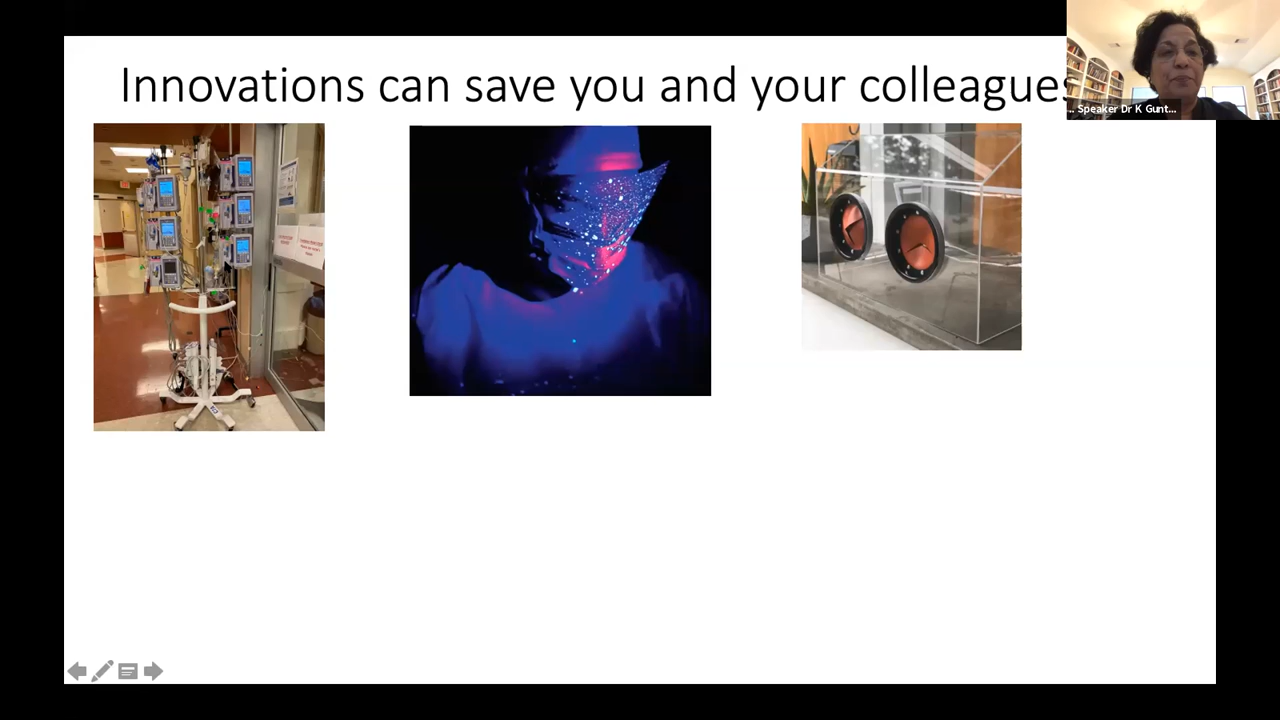 Innovations can save you and your colleagues
... Speaker Dr K Gunt...